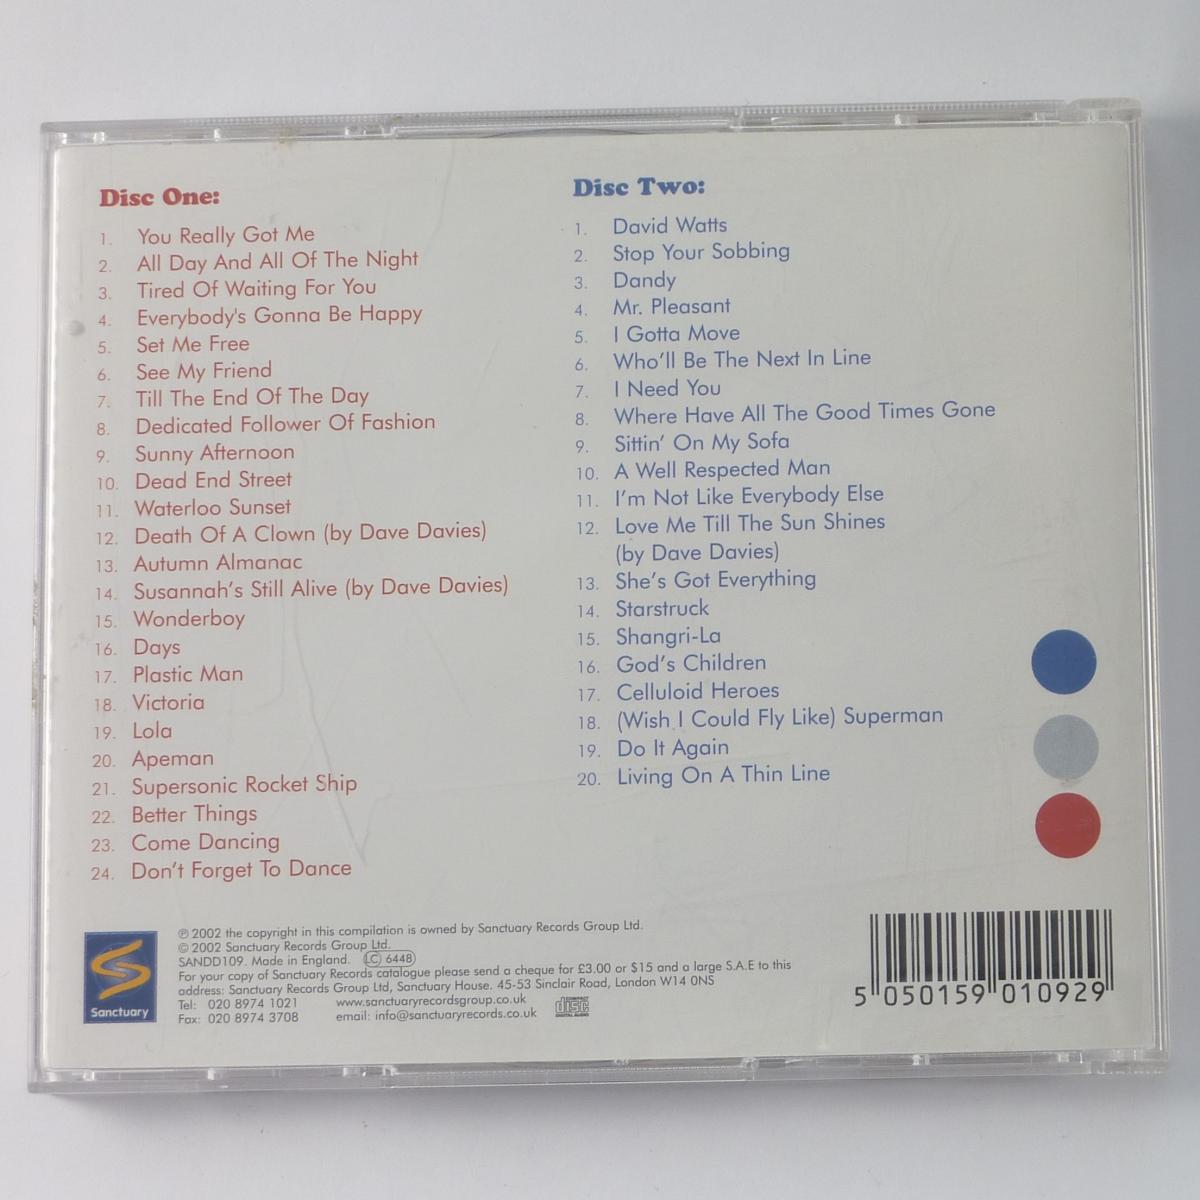 Disc One:
1. You Really Got Me
2. All Day And All Of The Night
3. Tired Of Waiting For You
4. Everybody's Gonna Be Happy
5. Set Me Free
6. See My Friend
7. Till The End Of The Day
8. Dedicated Follower Of Fashion
9. Sunny Afternoon
10. Dead End Street
11. Waterloo Sunset
12. Death Of A Clown (by Dave Davies)
13. Autumn Almanac
14. Susannah's Still Alive (by Dave Davies)
15. Wonderboy
16. Days
17. Plastic Man
18. Victoria
19. Lola
20. Apeman
21. Supersonic Rocket Ship
22. Better Things
23. Come Dancing
24. Don't Forget To Dance
Disc Two:
1. David Watts
2. Stop Your Sobbing
3. Dandy
4. Mr. Pleasant
5. I Gotta Move
6. Who'll Be The Next In Line
7. I Need You
8. Where Have All The Good Times Gone
9. Sittin' On My Sofa
10. A Well Respected Man
11. I'm Not Like Everybody Else
12. Love Me Till The Sun Shines
(by Dave Davies)
13. She's Got Everything
14. Starstruck
15. Shangri-La
16. God's Children
17. Celluloid Heroes
18. (Wish I Could Fly Like) Superman
19. Do It Again
20. Living On A Thin Line
Sanctuary
℗ 2002 the copyright in this compilation is owned by Sanctuary Records Group Ltd.
© 2002 Sanctuary Records Group Ltd.
SANDD109. Made in England. LC 6448
For your copy of Sanctuary Records catalogue please send a cheque for £3.00 or $15 and a large S.A.E to this
address: Sanctuary Records Group Ltd, Sanctuary House. 45-53 Sinclair Road, London W14 0NS
Tel: 020 8974 1021 www.sanctuaryrecordsgroup.co.uk
Fax: 020 8974 3708 email: info@sanctuaryrecords.co.uk
COMPACT
disc
DIGITAL AUDIO
5 050159 010929